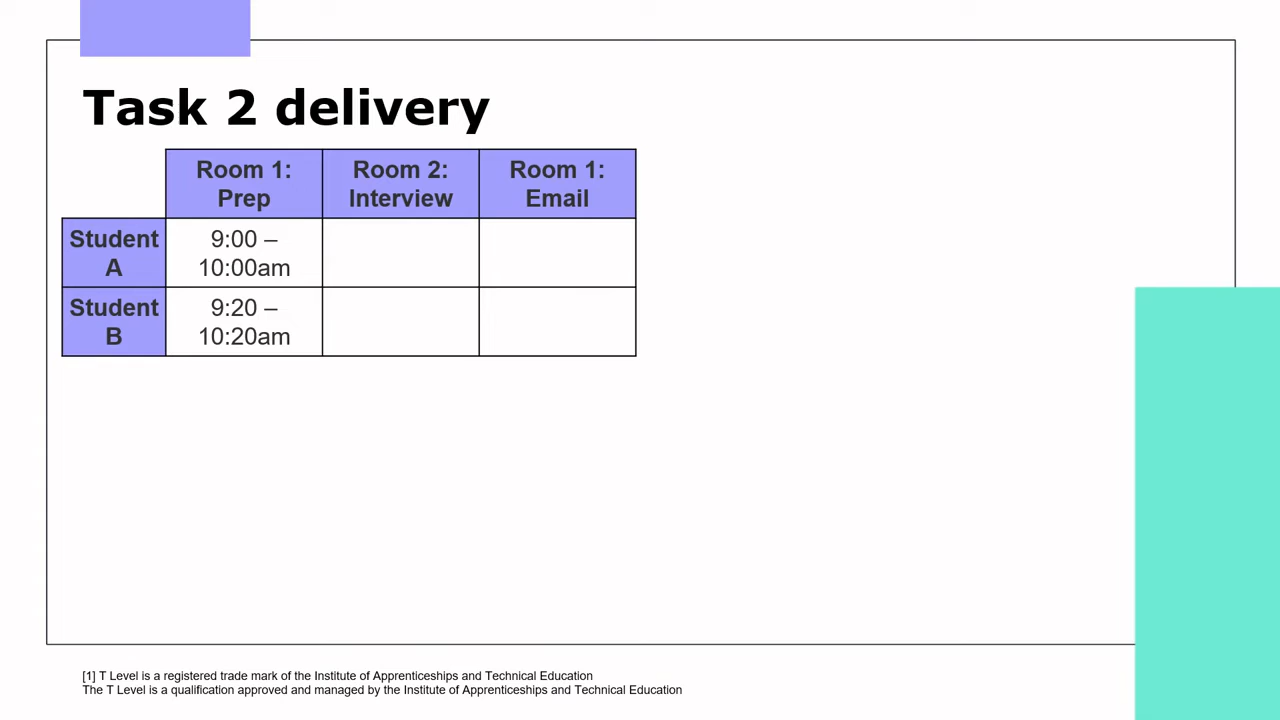 Task 2 delivery
Room 1:
Prep
Room 2:
Interview
Room 1:
Email
Student
A
9:00 –
10:00am
Student
B
9:20 –
10:20am
[1] T Level is a registered trade mark of the Institute of Apprenticeships and Technical Education
The T Level is a qualification approved and managed by the Institute of Apprenticeships and Technical Education